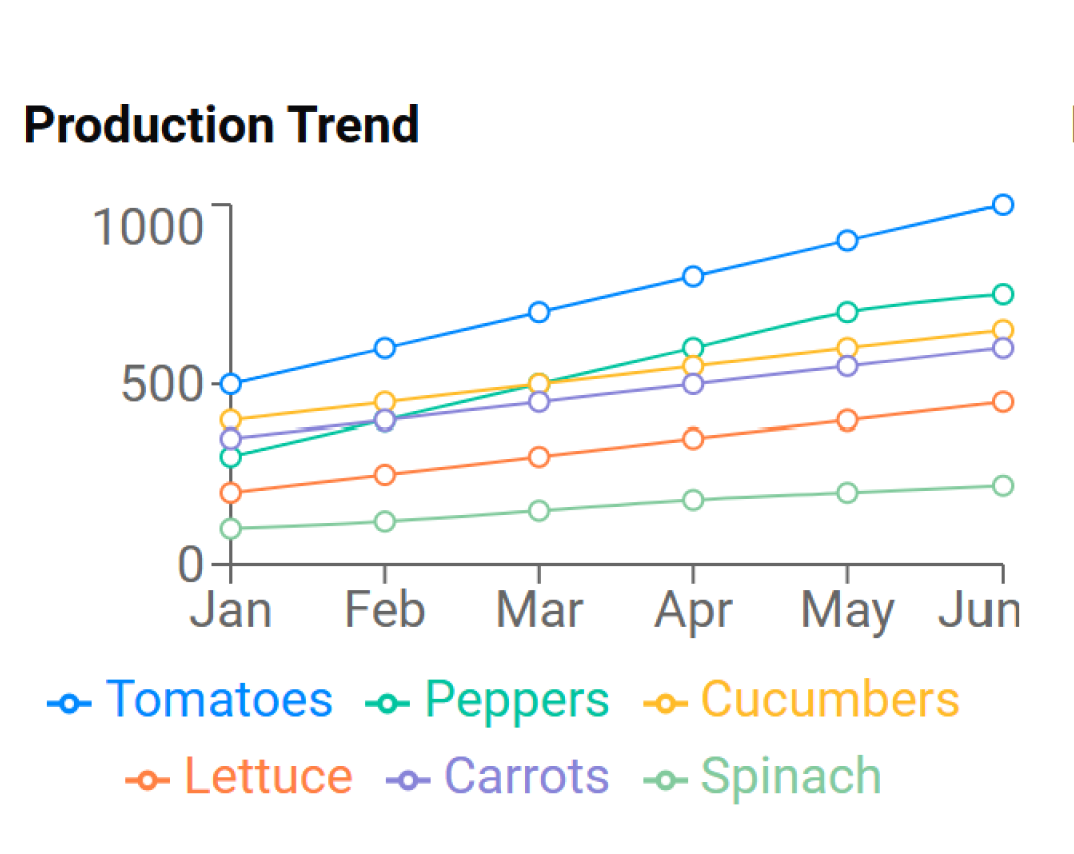 Production Trend
1000
500
0
Jan Feb Mar Apr May Jun
Tomatoes Peppers Cucumbers
Lettuce Carrots Spinach